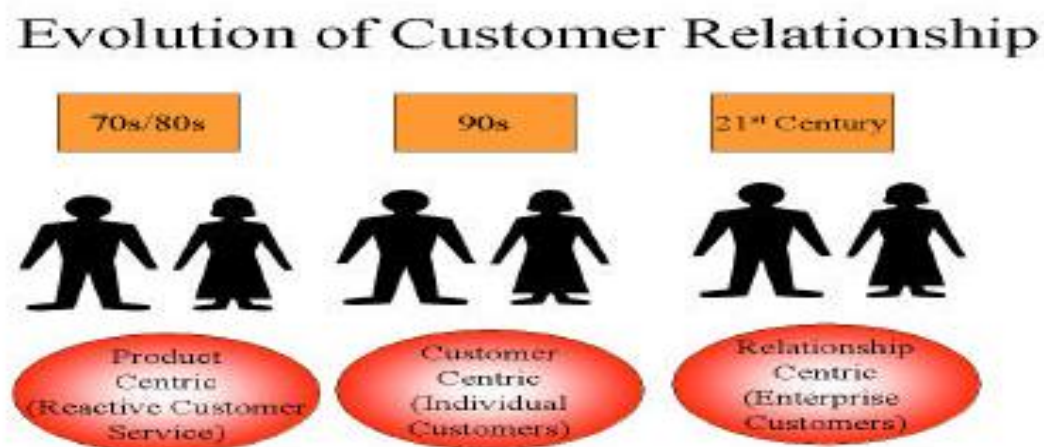 Evolution of Customer Relationship
70s/80s
90s
21st Century
Product
Centric
(Reactive Customer
Service)
Customer
Centric
(Individual
Customers)
Relationship
Centric
(Enterprise
Customers)